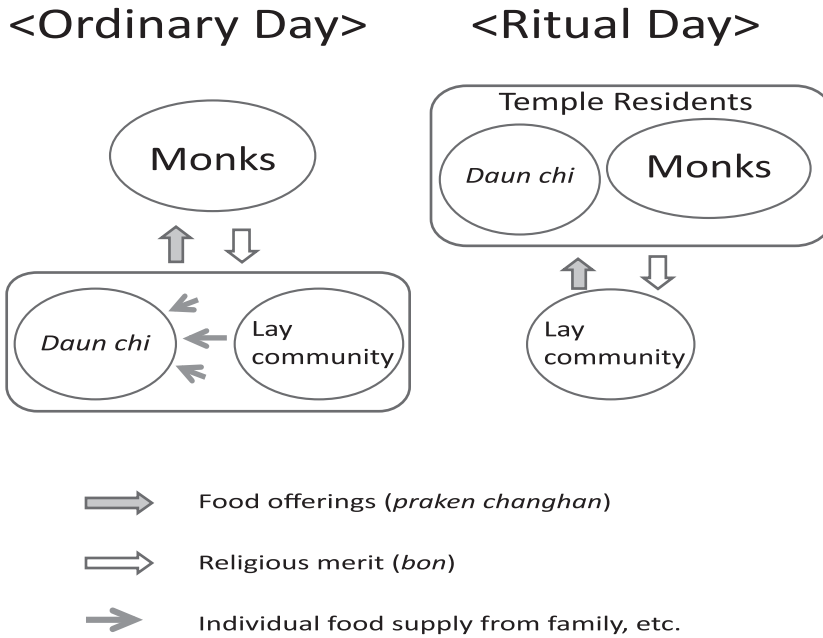 <Ordinary Day>
Monks
Daun chi
Lay
community
<Ritual Day>
Temple Residents
Daun chi
Monks
Lay
community
Food offerings (praken changhan)
Religious merit (bon)
Individual food supply from family, etc.